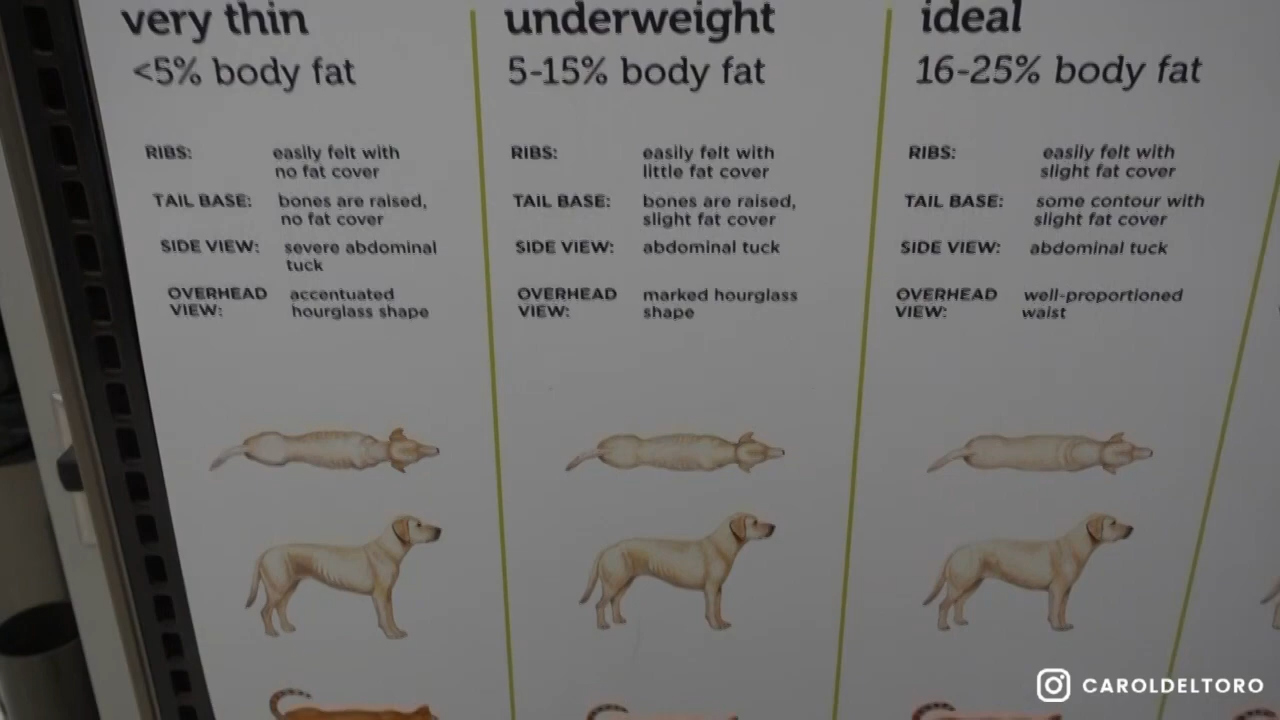 very thin
<5% body fat
RIBS: easily felt with
no fat cover
TAIL BASE: bones are raised,
no fat cover
SIDE VIEW: severe abdominal
tuck
OVERHEAD accentuated
VIEW: hourglass shape
underweight
5-15% body fat
RIBS: easily felt with
little fat cover
TAIL BASE: bones are raised,
slight fat cover
SIDE VIEW: abdominal tuck
OVERHEAD marked hourglass
VIEW: shape
ideal
16-25% body fat
RIBS: easily felt with
slight fat cover
TAIL BASE: some contour with
slight fat cover
SIDE VIEW: abdominal tuck
OVERHEAD well-proportioned
VIEW: waist
CAROLDELTORO